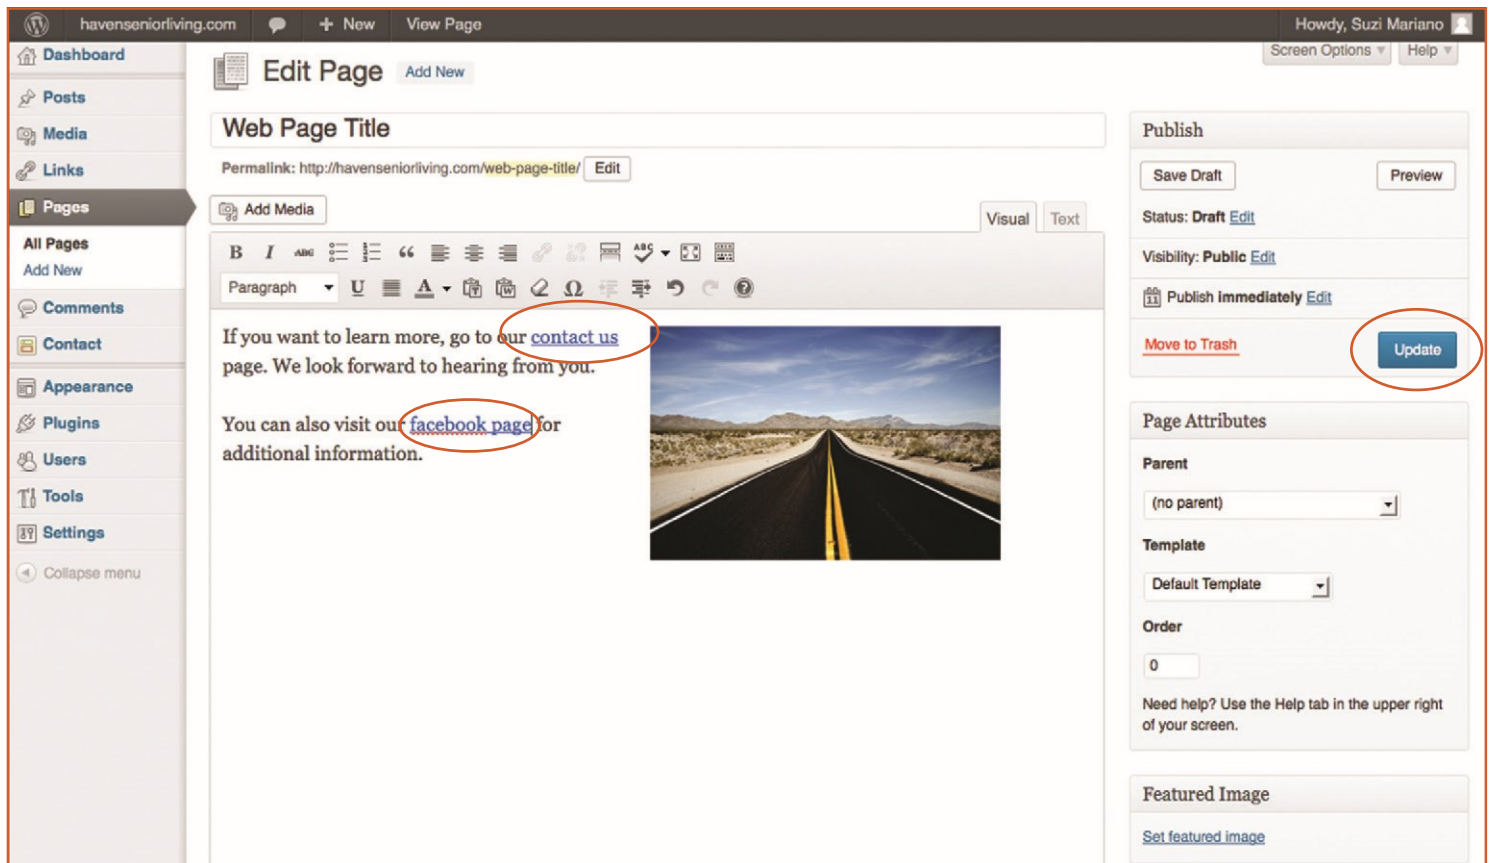 havenseniorliving.com + New View Page Howdy, Suzi Mariano
Screen Options Help
Dashboard
Posts
Media
Links
Pages
All Pages
Add New
Comments
Contact
Appearance
Plugins
Users
Tools
Settings
Collapse menu
Edit Page Add New
Web Page Title
Permalink: http://havenseniorliving.com/web-page-title/ Edit
Add Media
Visual Text
B I ABC ABC
Paragraph U A T W Ω ?
If you want to learn more, go to our contact us
page. We look forward to hearing from you.
You can also visit our facebook page for
additional information.
Publish
Save Draft Preview
Status: Draft Edit
Visibility: Public Edit
11 Publish immediately Edit
Move to Trash Update
Page Attributes
Parent
(no parent)
Template
Default Template
Order
0
Need help? Use the Help tab in the upper right
of your screen.
Featured Image
Set featured image